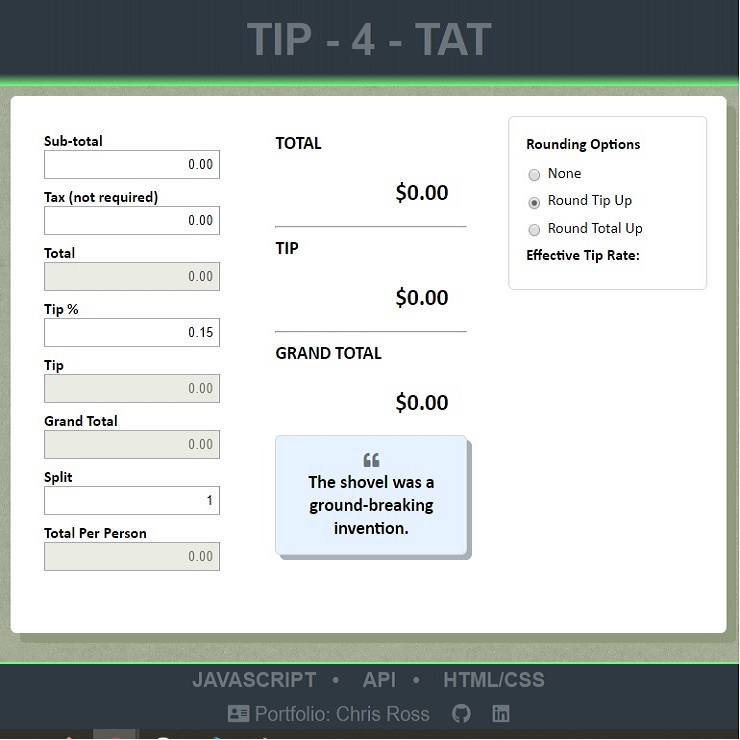 TIP - 4 - TAT
Sub-total
0.00
Tax (not required)
0.00
Total
0.00
Tip %
0.15
Tip
0.00
Grand Total
0.00
Split
1
Total Per Person
0.00
TOTAL
$0.00
TIP
$0.00
GRAND TOTAL
$0.00
“
The shovel was a
ground-breaking
invention.
Rounding Options
None
Round Tip Up
Round Total Up
Effective Tip Rate:
JAVASCRIPT • API • HTML/CSS
Portfolio: Chris Ross